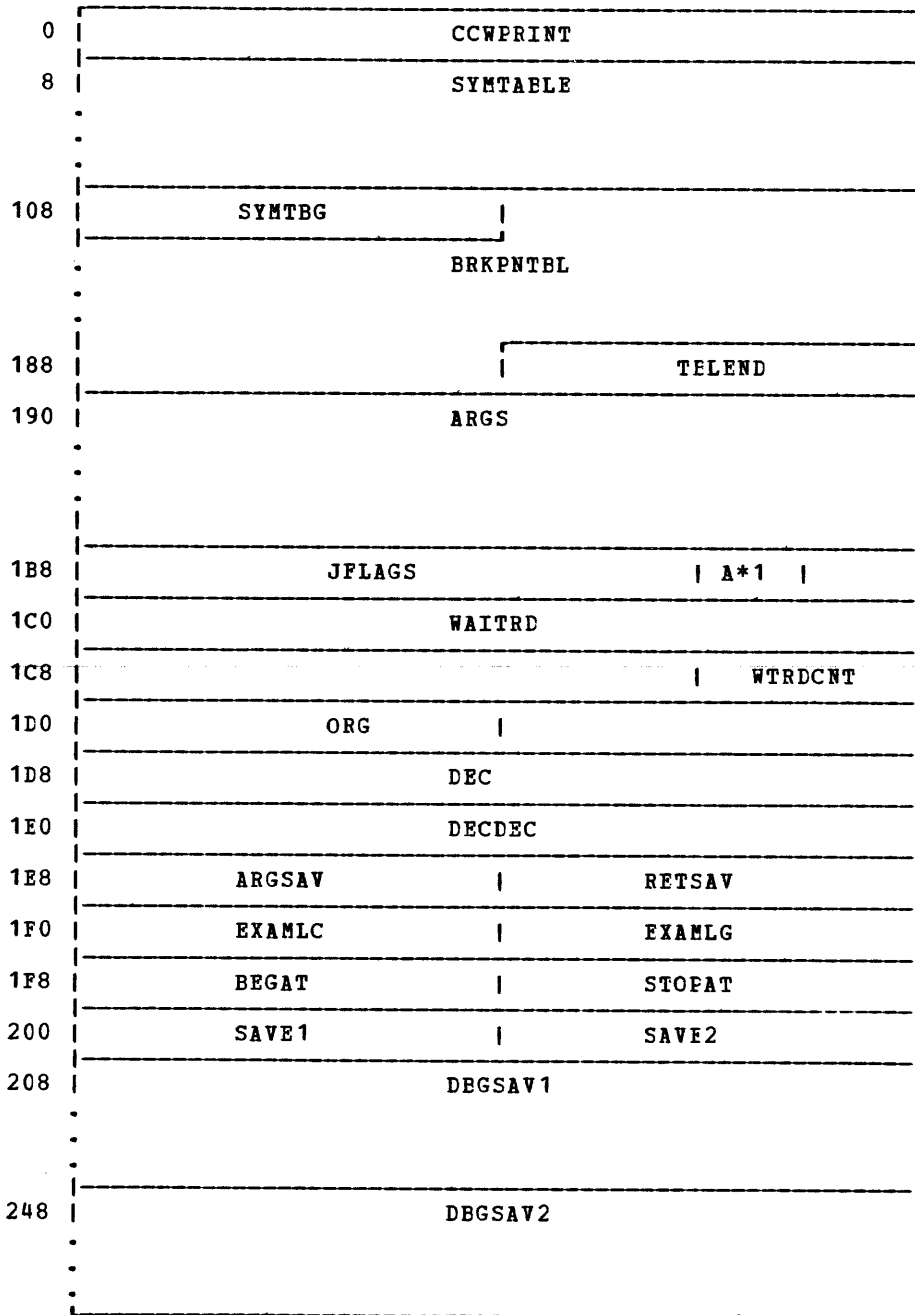 0 CCWPRINT
8 SYMTABLE
108 SYMTBG
BRKPNTBL
188 TBLEND
190 ARGS
1B8 JFLAGS A*1
1C0 WAITRD
1C8 WTRDCNT
1D0 ORG
1D8 DEC
1E0 DECDEC
1E8 ARGSAV RETSAV
1F0 EXAMLC EXAMLG
1F8 BEGAT STOPAT
200 SAVE1 SAVE2
208 DBGSAV1
248 DBGSAV2